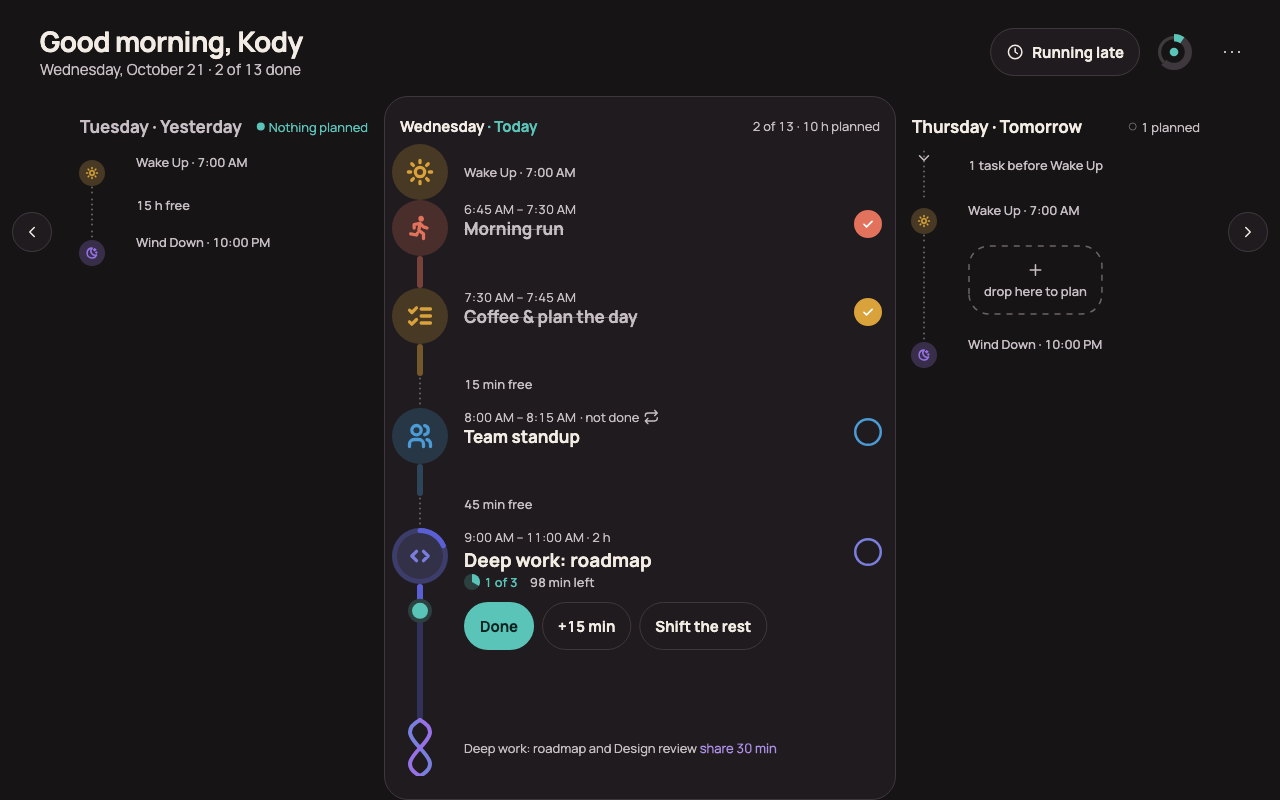 Good morning, Kody
Wednesday, October 21 · 2 of 13 done
Running late
Tuesday · Yesterday
Nothing planned
Wake Up · 7:00 AM
15 h free
Wind Down · 10:00 PM
Wednesday · Today
2 of 13 · 10 h planned
Wake Up · 7:00 AM
6:45 AM – 7:30 AM
Morning run
7:30 AM – 7:45 AM
Coffee & plan the day
15 min free
8:00 AM – 8:15 AM · not done
Team standup
45 min free
9:00 AM – 11:00 AM · 2 h
Deep work: roadmap
1 of 3 98 min left
Done
+15 min
Shift the rest
Deep work: roadmap and Design review share 30 min
Thursday · Tomorrow
1 planned
1 task before Wake Up
Wake Up · 7:00 AM
drop here to plan
Wind Down · 10:00 PM